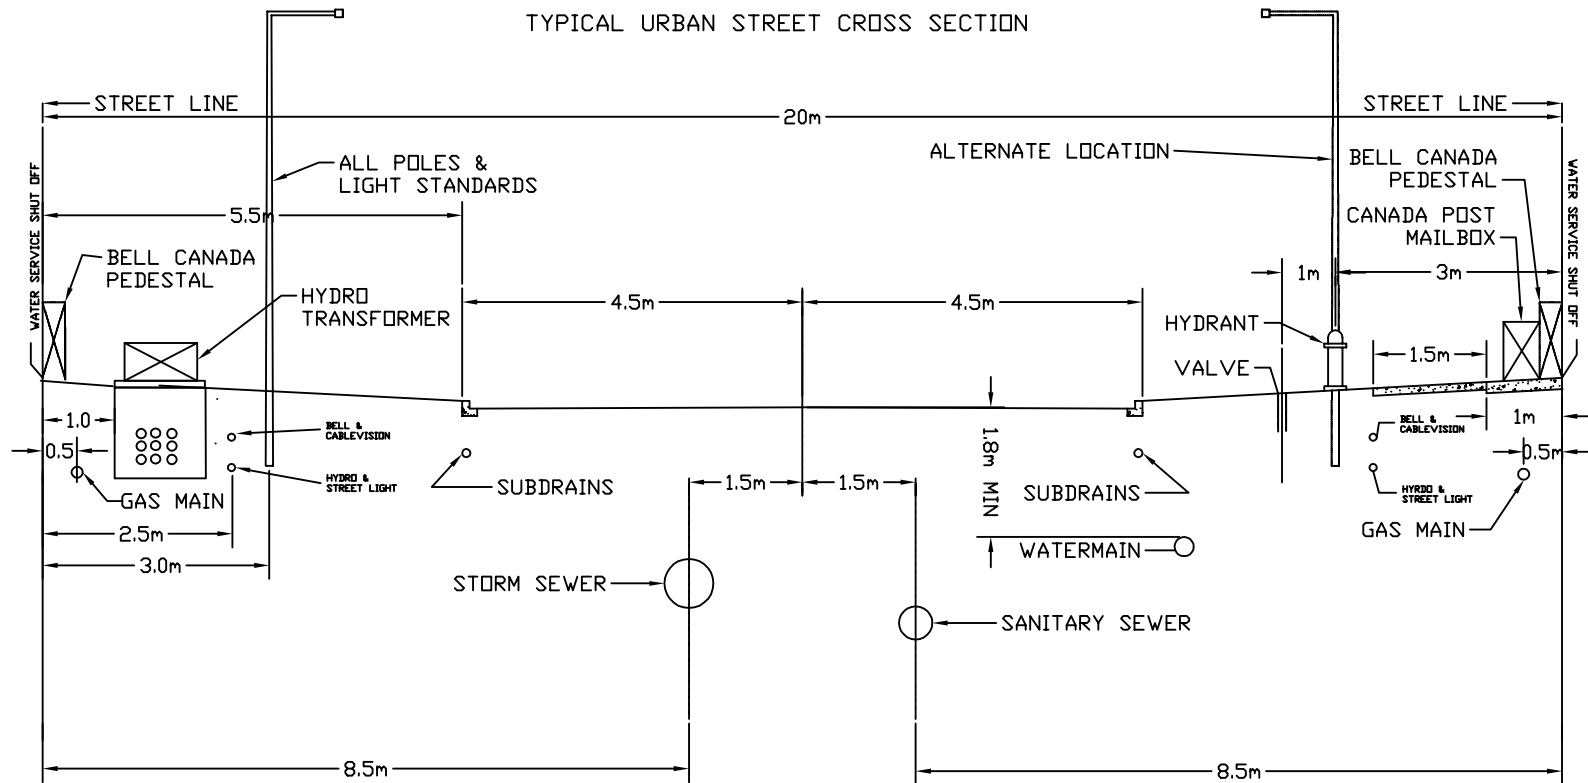 TYPICAL URBAN STREET CROSS SECTION
STREET LINE
STREET LINE
20m
ALL POLES &
LIGHT STANDARDS
ALTERNATE LOCATION
BELL CANADA
PEDESTAL
WATER SERVICE SHUT OFF
WATER SERVICE SHUT OFF
5.5m
CANADA POST
MAILBOX
BELL CANADA
PEDESTAL
1m
3m
HYDRO
TRANSFORMER
4.5m
4.5m
HYDRANT
1.5m
VALVE
1.0
BELL &
CABLEVISION
1.8m MIN
1m
BELL &
CABLEVISION
0.5
0.5m
HYDRO &
STREET LIGHT
SUBDRAINS
1.5m
1.5m
SUBDRAINS
HYRDO &
STREET LIGHT
GAS MAIN
GAS MAIN
2.5m
WATERMAIN
3.0m
STORM SEWER
SANITARY SEWER
8.5m
8.5m